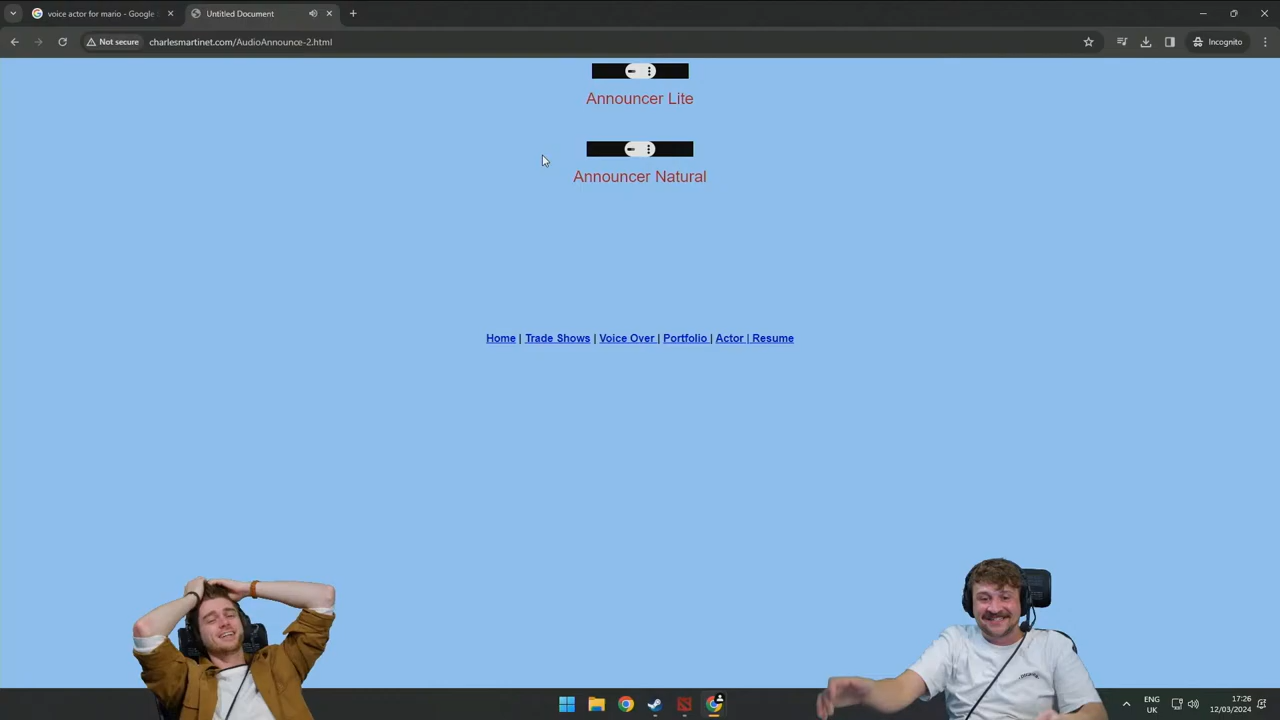 voice actor for mario - Google
Untitled Document
Not secure
charlesmartinet.com/AudioAnnounce-2.html
Incognito
Announcer Lite
Announcer Natural
Home | Trade Shows | Voice Over | Portfolio | Actor | Resume
ENG
UK
17:26
12/03/2024